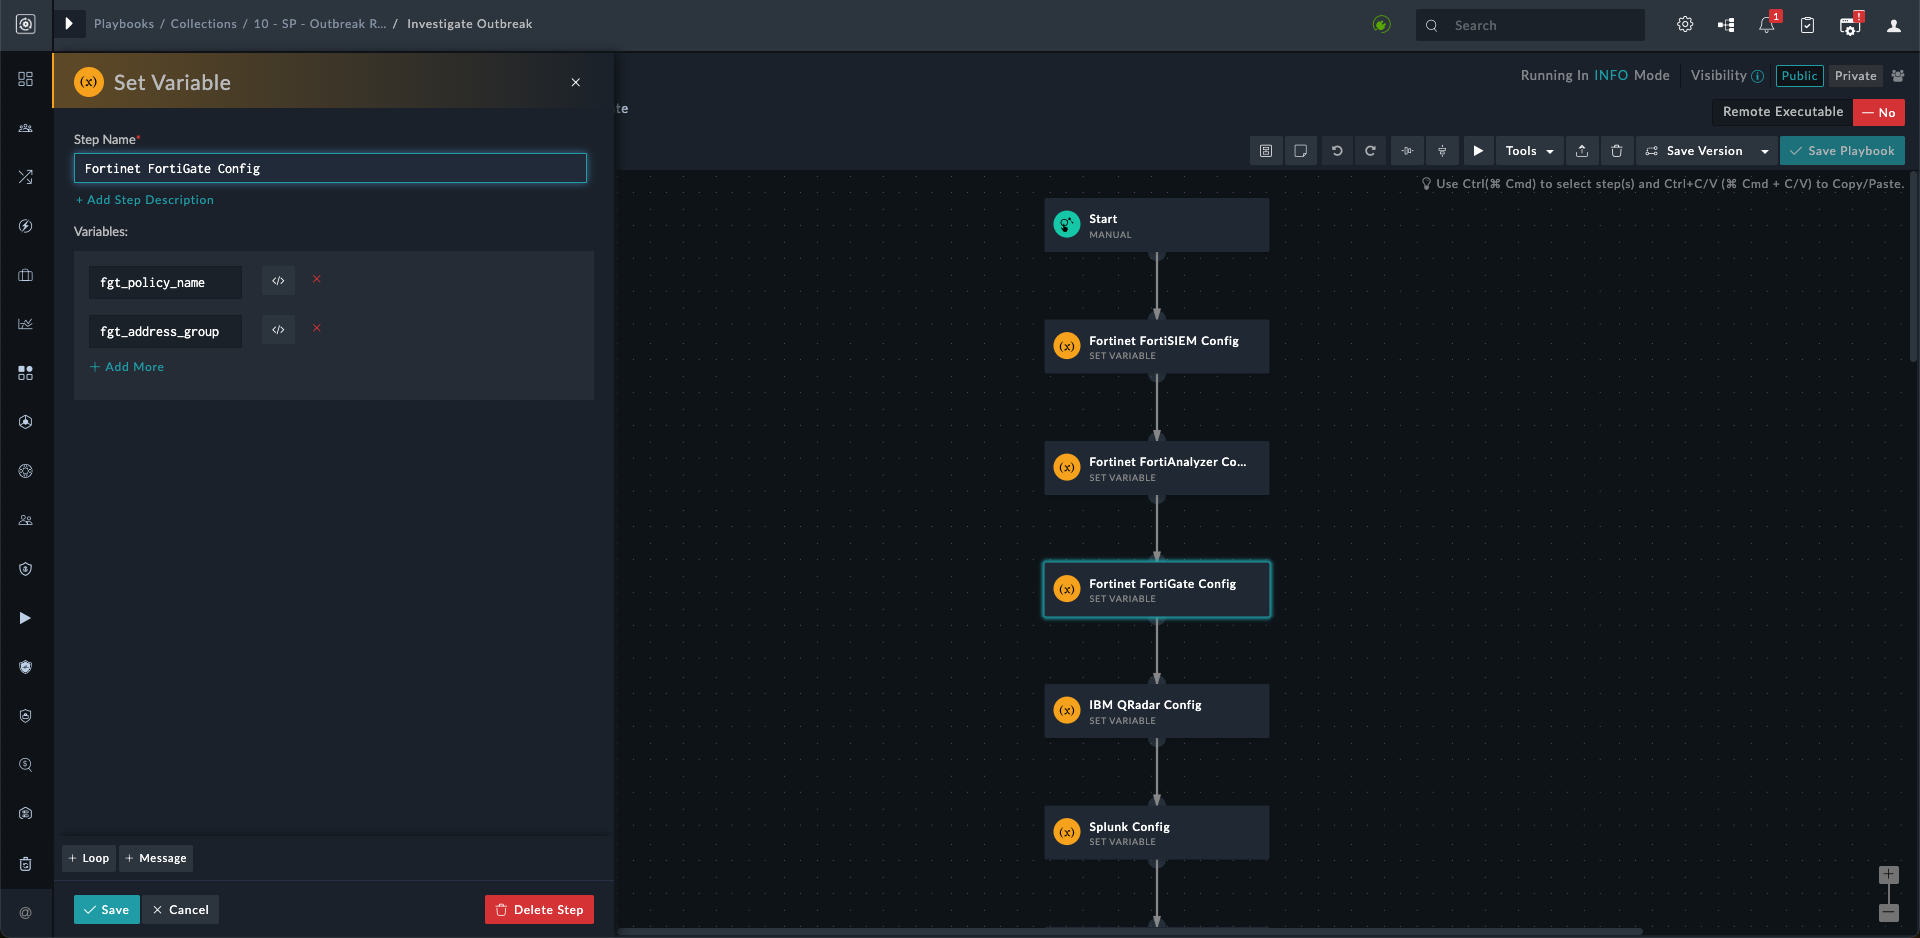 Playbooks / Collections / 10 - SP - Outbreak R... / Investigate Outbreak
Search
1
!
(x) Set Variable
Step Name*
Fortinet FortiGate Config
+ Add Step Description
Variables:
fgt_policy_name
</>
fgt_address_group
</>
+ Add More
+ Loop
+ Message
Save
Cancel
Delete Step
@
te
Running In INFO Mode
Visibility
Public
Private
Remote Executable
No
Tools
Save Version
Save Playbook
Use Ctrl(⌘ Cmd) to select step(s) and Ctrl+C/V (⌘ Cmd + C/V) to Copy/Paste.
Start
MANUAL
(x) Fortinet FortiSIEM Config
SET VARIABLE
(x) Fortinet FortiAnalyzer Co...
SET VARIABLE
(x) Fortinet FortiGate Config
SET VARIABLE
(x) IBM QRadar Config
SET VARIABLE
(x) Splunk Config
SET VARIABLE